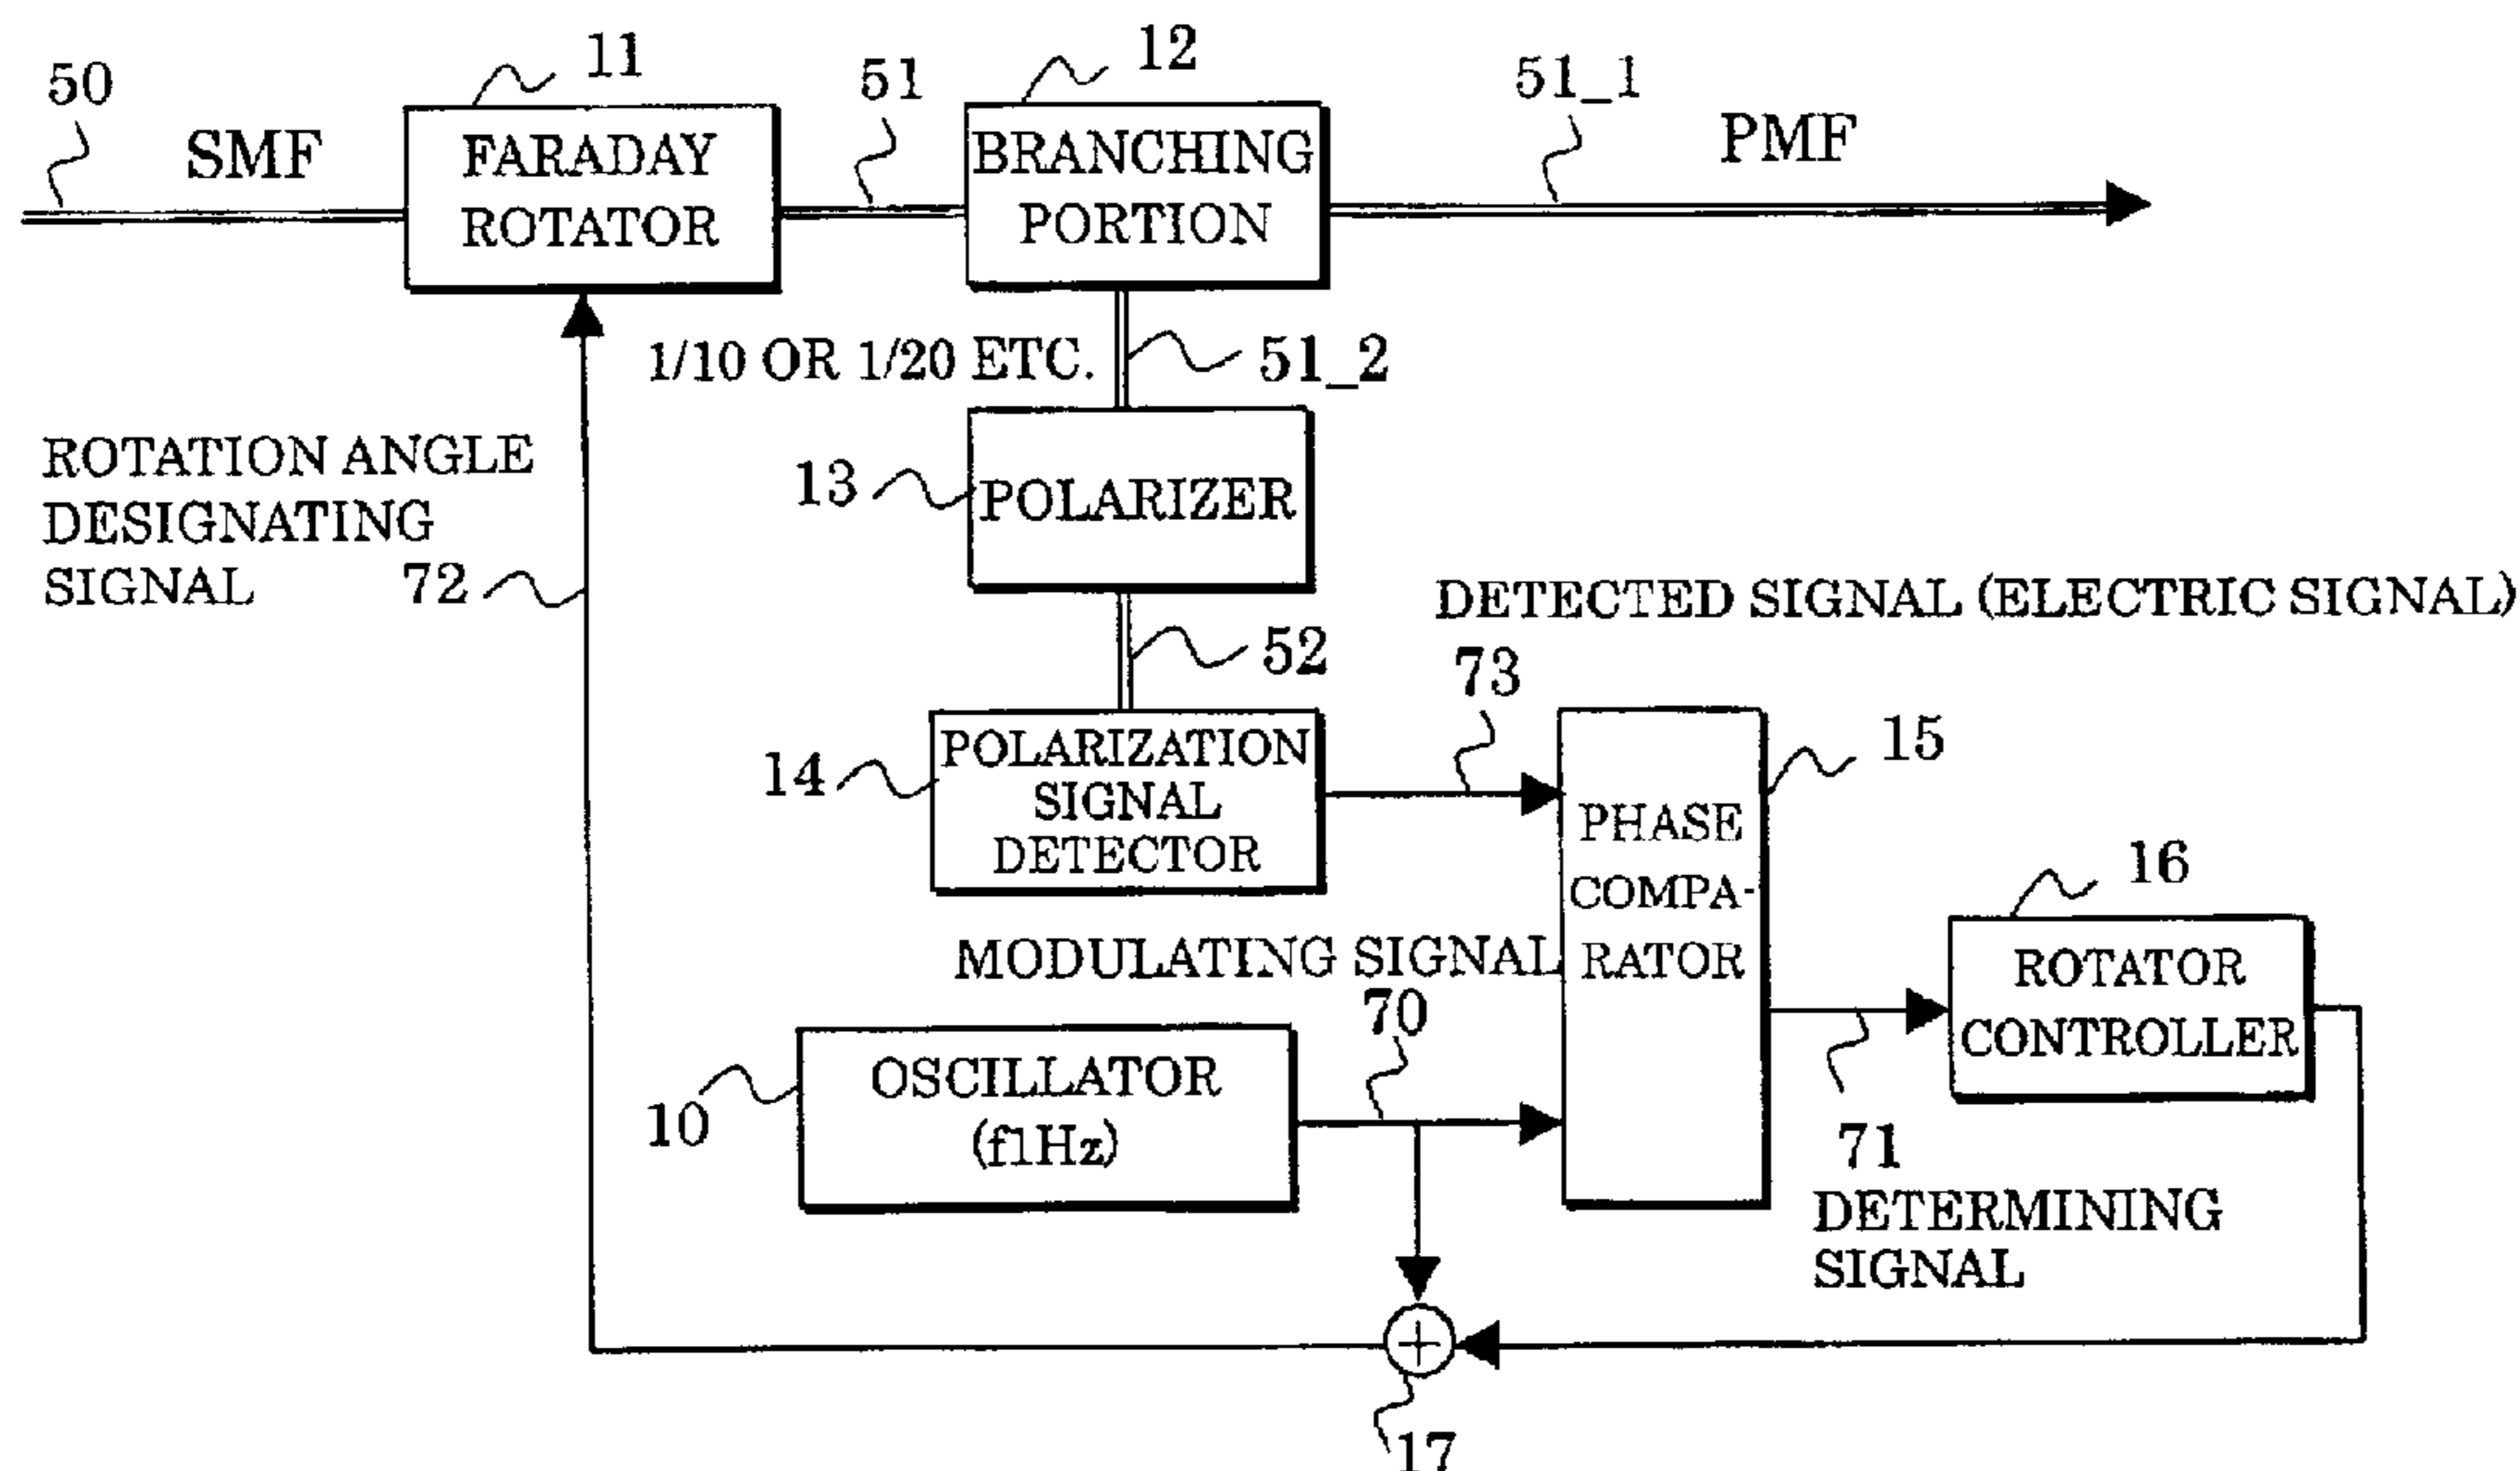 50
SMF
11
FARADAY
ROTATOR
51
12
BRANCHING
PORTION
51_1
PMF
1/10 OR 1/20 ETC.
51_2
ROTATION ANGLE
DESIGNATING
SIGNAL
72
13
POLARIZER
52
DETECTED SIGNAL (ELECTRIC SIGNAL)
73
14
POLARIZATION
SIGNAL
DETECTOR
15
PHASE
COMPA-
RATOR
16
ROTATOR
CONTROLLER
MODULATING SIGNAL
70
10
OSCILLATOR
(f1Hz)
71
DETERMINING
SIGNAL
17